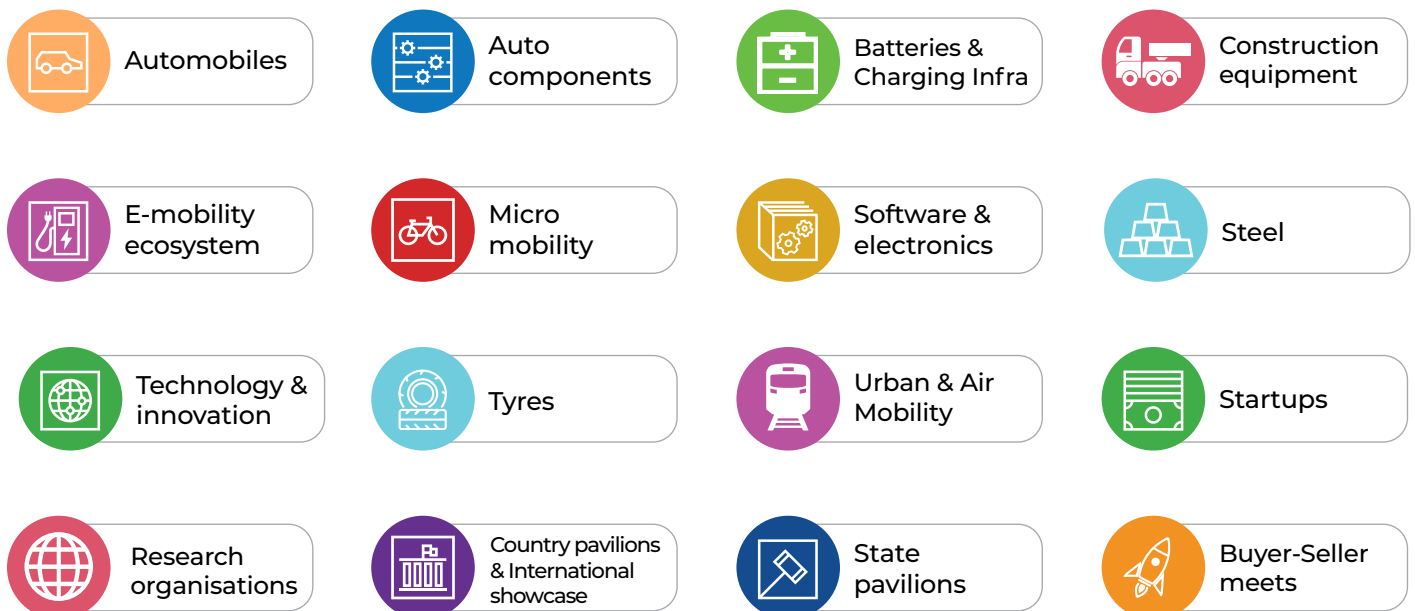 Automobiles
Auto
components
Batteries &
Charging Infra
Construction
equipment
E-mobility
ecosystem
Micro
mobility
Software &
electronics
Steel
Technology &
innovation
Tyres
Urban & Air
Mobility
Startups
Research
organisations
Country pavilions
& International
showcase
State
pavilions
Buyer-Seller
meets